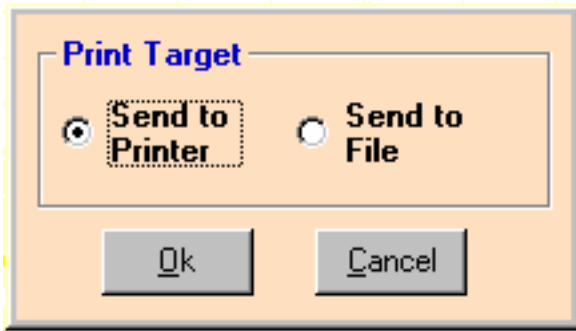 Print Target
Send to
Printer
Send to
File
Ok
Cancel